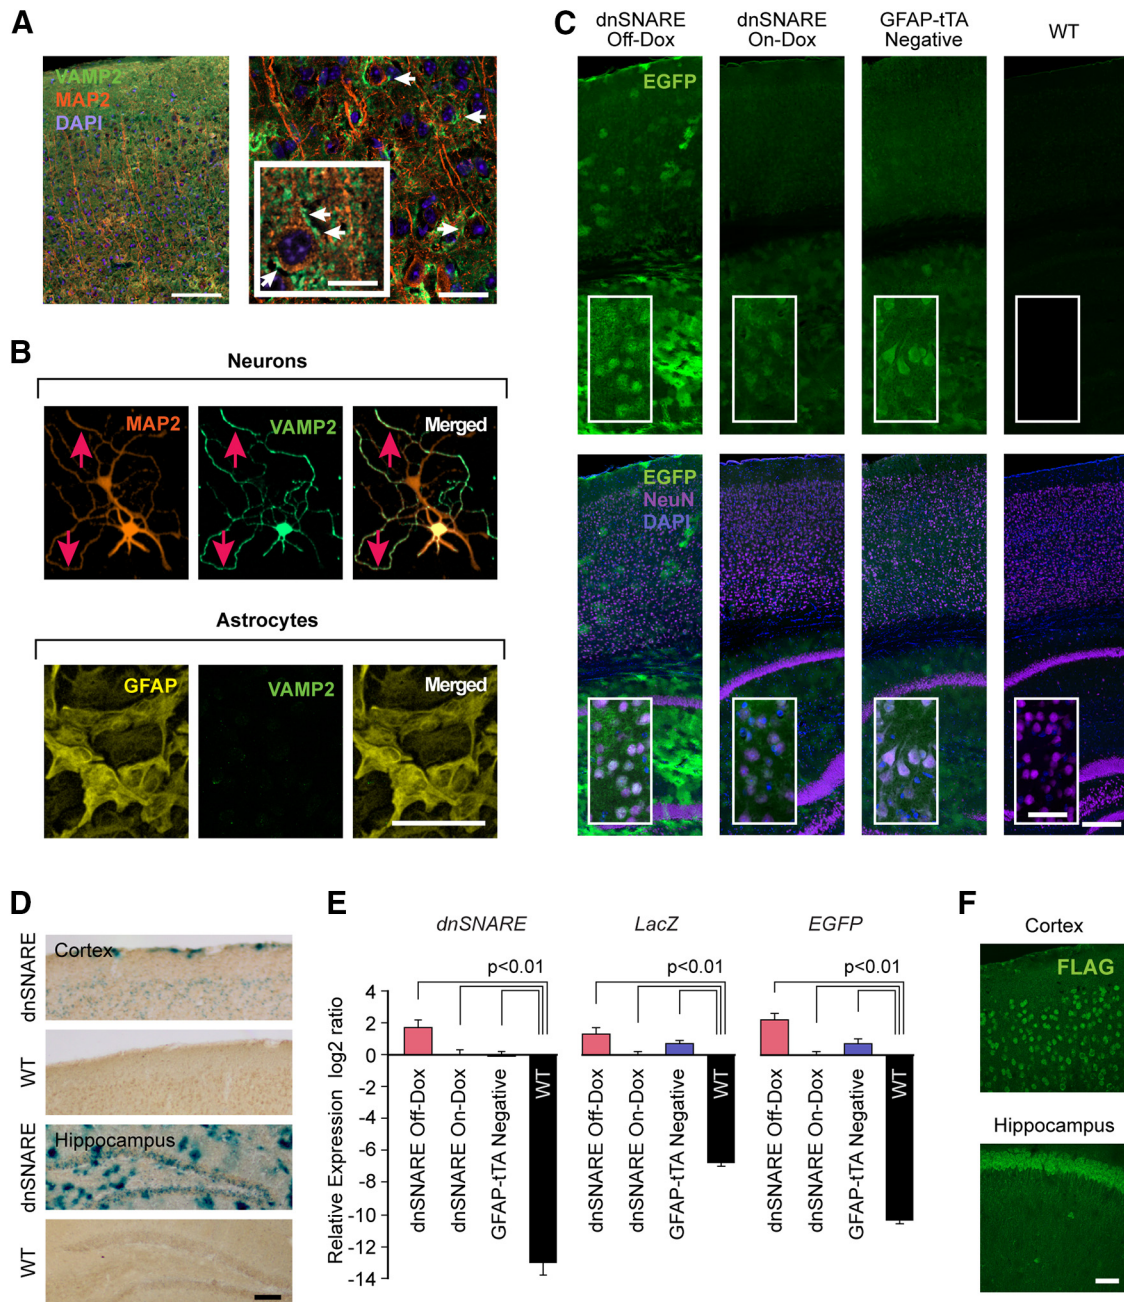 A
VAMP2
MAP2
DAPI
B
Neurons
MAP2
VAMP2
Merged
Astrocytes
GFAP
VAMP2
Merged
C
dnSNARE
Off-Dox
dnSNARE
On-Dox
GFAP-tTA
Negative
WT
EGFP
EGFP
NeuN
DAPI
D
dnSNARE
Cortex
WT
dnSNARE
Hippocampus
WT
E
dnSNARE
LacZ
EGFP
p<0.01
p<0.01
p<0.01
Relative Expression log2 ratio
4
2
0
-2
-4
-6
-8
-10
-12
-14
dnSNARE Off-Dox
dnSNARE On-Dox
GFAP-tTA Negative
WT
dnSNARE Off-Dox
dnSNARE On-Dox
GFAP-tTA Negative
WT
dnSNARE Off-Dox
dnSNARE On-Dox
GFAP-tTA Negative
WT
F
Cortex
FLAG
Hippocampus